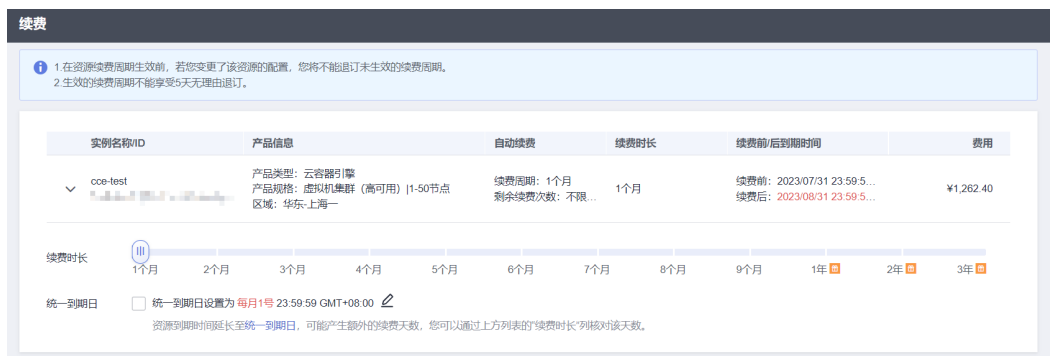 续费
1.在资源续费周期生效前，若您变更了该资源的配置，您将不能退订未生效的续费周期。
2.生效的续费周期不能享受5天无理由退订。
实例名称/ID 产品信息 自动续费 续费时长 续费前/后到期时间 费用
cce-test
产品类型：云容器引擎
产品规格：虚拟机集群（高可用）|1-50节点
区域：华东-上海一
续费周期：1个月
剩余续费次数：不限...
1个月
续费前：2023/07/31 23:59:5...
续费后：2023/08/31 23:59:5...
¥1,262.40
续费时长
1个月 2个月 3个月 4个月 5个月 6个月 7个月 8个月 9个月 1年 2年 3年
统一到期日 统一到期日设置为 每月1号 23:59:59 GMT+08:00
资源到期时间延长至统一到期日，可能产生额外的续费天数，您可以通过上方列表的"续费时长"列核对该天数。